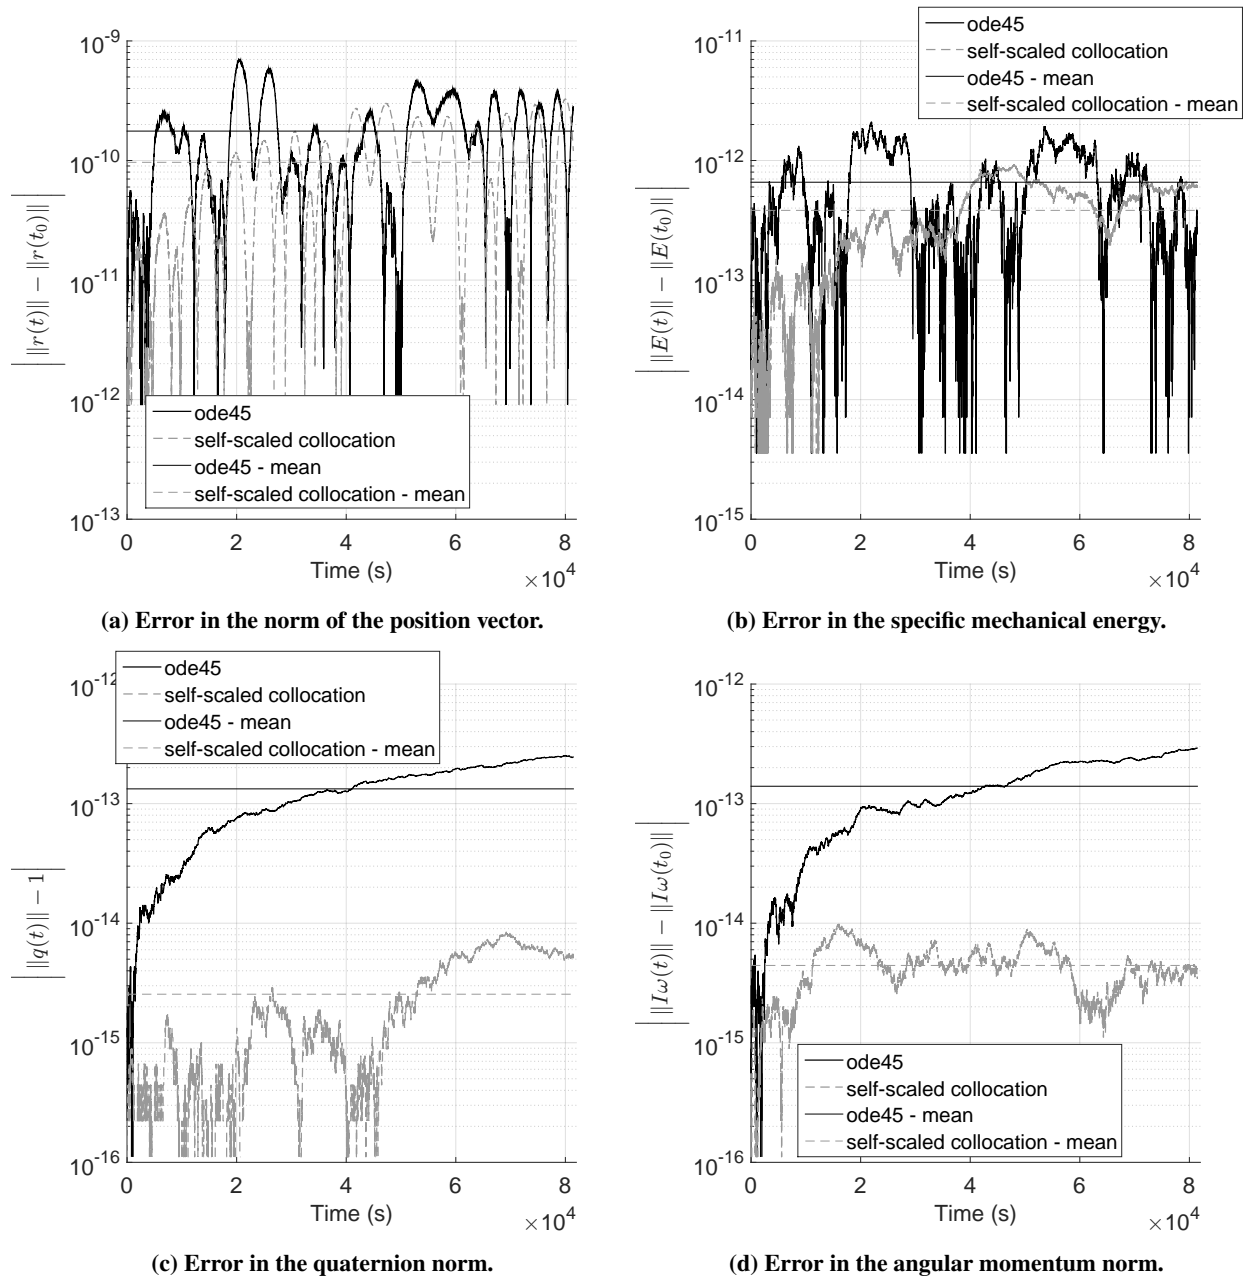 10^-9
10^-10
10^-11
10^-12
10^-13
| ||r(t)|| − ||r(t_0)|| |
ode45
self-scaled collocation
ode45 - mean
self-scaled collocation - mean
0 2 4 6 8
Time (s)
×10^4
(a) Error in the norm of the position vector.
10^-11
10^-12
10^-13
10^-14
10^-15
| ||E(t)|| − ||E(t_0)|| |
ode45
self-scaled collocation
ode45 - mean
self-scaled collocation - mean
0 2 4 6 8
Time (s)
×10^4
(b) Error in the specific mechanical energy.
10^-12
10^-13
10^-14
10^-15
10^-16
| ||q(t)|| − 1 |
ode45
self-scaled collocation
ode45 - mean
self-scaled collocation - mean
0 2 4 6 8
Time (s)
×10^4
(c) Error in the quaternion norm.
10^-12
10^-13
10^-14
10^-15
10^-16
| ||Iω(t)|| − ||Iω(t_0)|| |
ode45
self-scaled collocation
ode45 - mean
self-scaled collocation - mean
0 2 4 6 8
Time (s)
×10^4
(d) Error in the angular momentum norm.